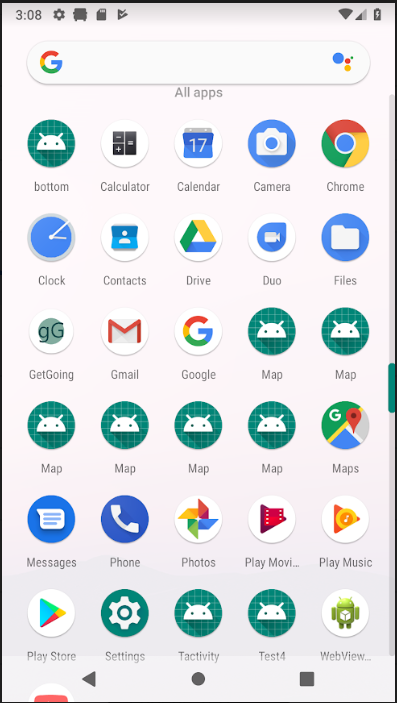 3:08
All apps
bottom Calculator Calendar Camera Chrome
17
Clock Contacts Drive Duo Files
gG
GetGoing Gmail Google Map Map
Map Map Map Map Maps
Messages Phone Photos Play Movi... Play Music
Play Store Settings Tactivity Test4 WebView...